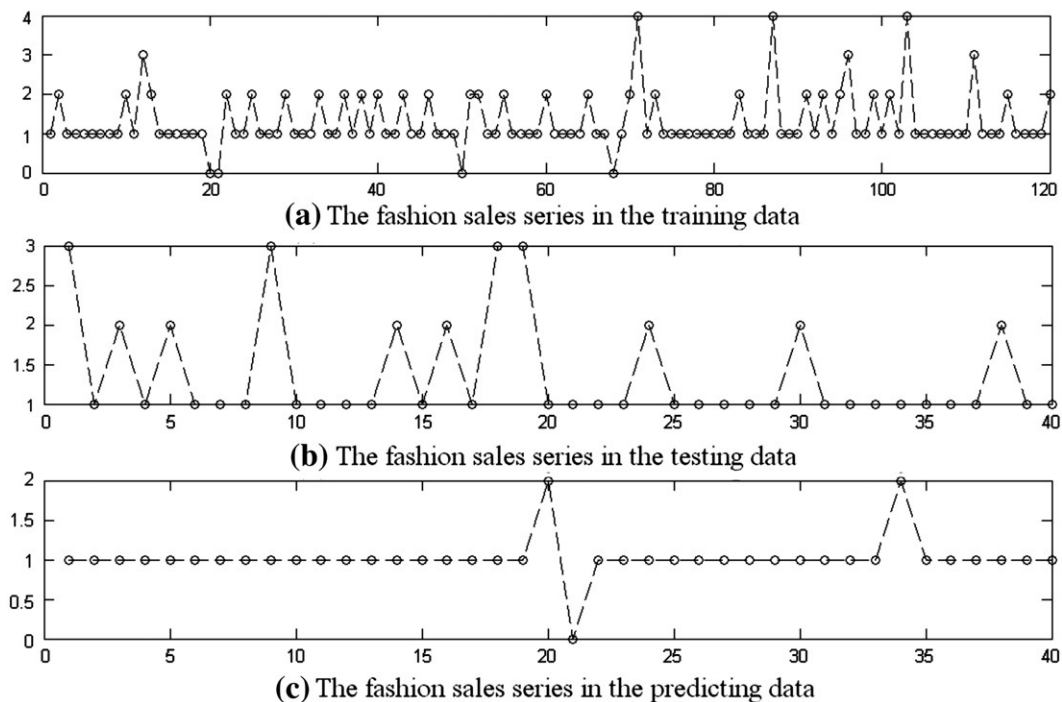 4
3
2
1
0
0 20 40 60 80 100 120
(a) The fashion sales series in the training data
3
2.5
2
1.5
1
0 5 10 15 20 25 30 35 40
(b) The fashion sales series in the testing data
2
1.5
1
0.5
0
0 5 10 15 20 25 30 35 40
(c) The fashion sales series in the predicting data